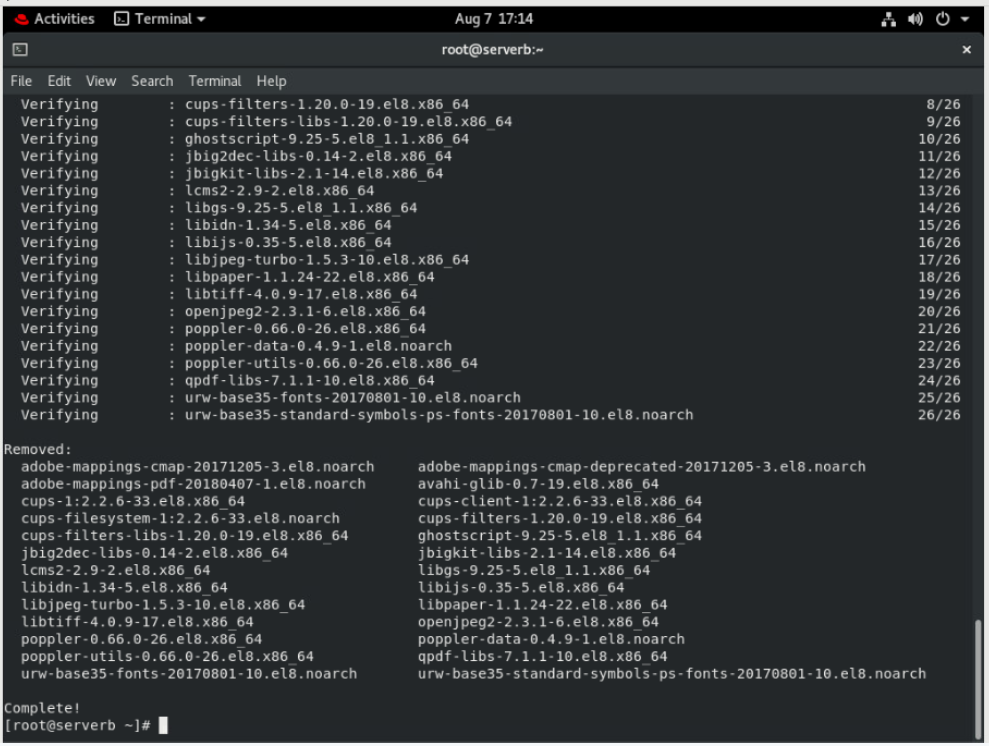 Activities Terminal Aug 7 17:14
root@serverb:~ ×
File Edit View Search Terminal Help
Verifying : cups-filters-1.20.0-19.el8.x86_64 8/26
Verifying : cups-filters-libs-1.20.0-19.el8.x86_64 9/26
Verifying : ghostscript-9.25-5.el8_1.1.x86_64 10/26
Verifying : jbig2dec-libs-0.14-2.el8.x86_64 11/26
Verifying : jbigkit-libs-2.1-14.el8.x86_64 12/26
Verifying : lcms2-2.9-2.el8.x86_64 13/26
Verifying : libgs-9.25-5.el8_1.1.x86_64 14/26
Verifying : libidn-1.34-5.el8.x86_64 15/26
Verifying : libijs-0.35-5.el8.x86_64 16/26
Verifying : libjpeg-turbo-1.5.3-10.el8.x86_64 17/26
Verifying : libpaper-1.1.24-22.el8.x86_64 18/26
Verifying : libtiff-4.0.9-17.el8.x86_64 19/26
Verifying : openjpeg2-2.3.1-6.el8.x86_64 20/26
Verifying : poppler-0.66.0-26.el8.x86_64 21/26
Verifying : poppler-data-0.4.9-1.el8.noarch 22/26
Verifying : poppler-utils-0.66.0-26.el8.x86_64 23/26
Verifying : qpdf-libs-7.1.1-10.el8.x86_64 24/26
Verifying : urw-base35-fonts-20170801-10.el8.noarch 25/26
Verifying : urw-base35-standard-symbols-ps-fonts-20170801-10.el8.noarch 26/26
Removed:
adobe-mappings-cmap-20171205-3.el8.noarch adobe-mappings-cmap-deprecated-20171205-3.el8.noarch
adobe-mappings-pdf-20180407-1.el8.noarch avahi-glib-0.7-19.el8.x86_64
cups-1:2.2.6-33.el8.x86_64 cups-client-1:2.2.6-33.el8.x86_64
cups-filesystem-1:2.2.6-33.el8.noarch cups-filters-1.20.0-19.el8.x86_64
cups-filters-libs-1.20.0-19.el8.x86_64 ghostscript-9.25-5.el8_1.1.x86_64
jbig2dec-libs-0.14-2.el8.x86_64 jbigkit-libs-2.1-14.el8.x86_64
lcms2-2.9-2.el8.x86_64 libgs-9.25-5.el8_1.1.x86_64
libidn-1.34-5.el8.x86_64 libijs-0.35-5.el8.x86_64
libjpeg-turbo-1.5.3-10.el8.x86_64 libpaper-1.1.24-22.el8.x86_64
libtiff-4.0.9-17.el8.x86_64 openjpeg2-2.3.1-6.el8.x86_64
poppler-0.66.0-26.el8.x86_64 poppler-data-0.4.9-1.el8.noarch
poppler-utils-0.66.0-26.el8.x86_64 qpdf-libs-7.1.1-10.el8.x86_64
urw-base35-fonts-20170801-10.el8.noarch urw-base35-standard-symbols-ps-fonts-20170801-10.el8.noarch
Complete!
[root@serverb ~]#